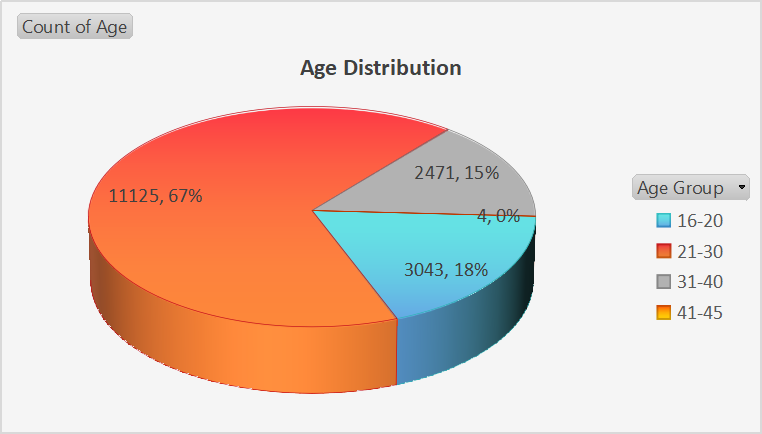 Count of Age
Age Distribution
2471, 15%
11125, 67%
4, 0%
3043, 18%
Age Group
16-20
21-30
31-40
41-45